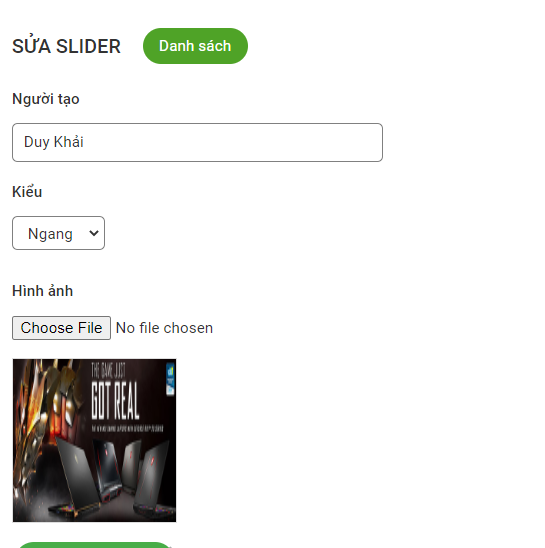 SỬA SLIDER
Danh sách
Người tạo
Duy Khải
Kiểu
Ngang
Hình ảnh
Choose File No file chosen
THE GAME JUST
GOT REAL